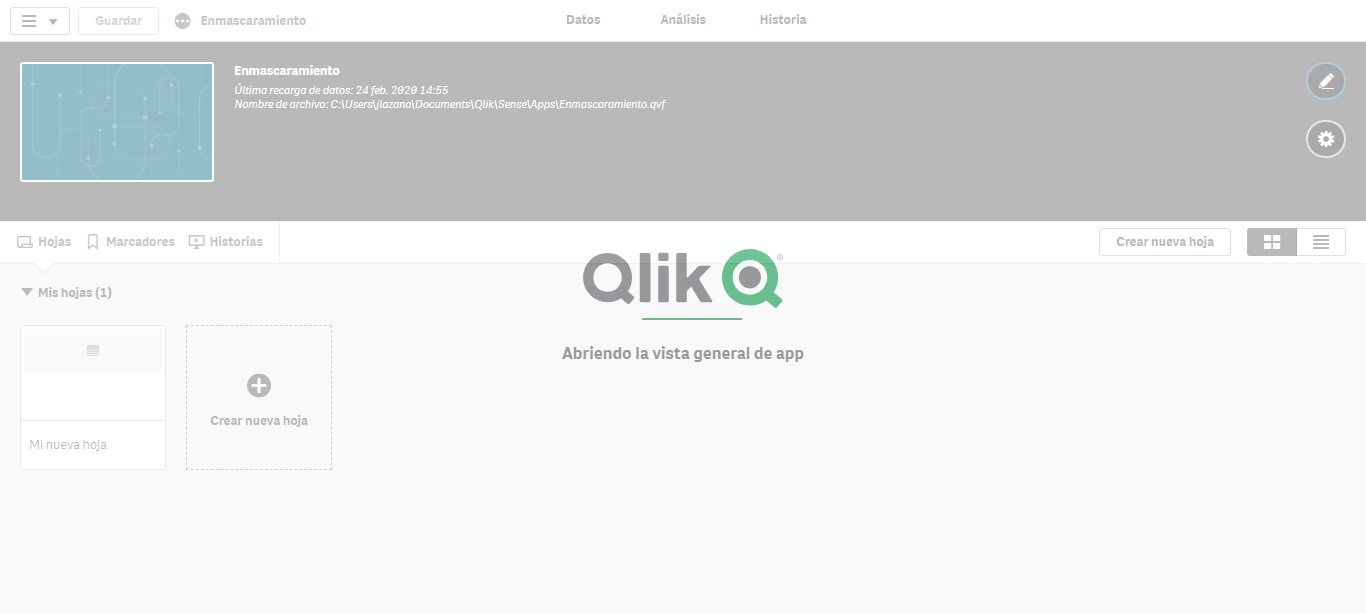 Guardar
Enmascaramiento
Datos
Análisis
Historia
Enmascaramiento
Última recarga de datos: 24 feb. 2020 14:55
Nombre de archivo: C:\Users\jlozano\Documents\Qlik\Sense\Apps\Enmascaramiento.qvf
Hojas
Marcadores
Historias
Crear nueva hoja
Qlik
®
Mis hojas (1)
Abriendo la vista general de app
Crear nueva hoja
Mi nueva hoja